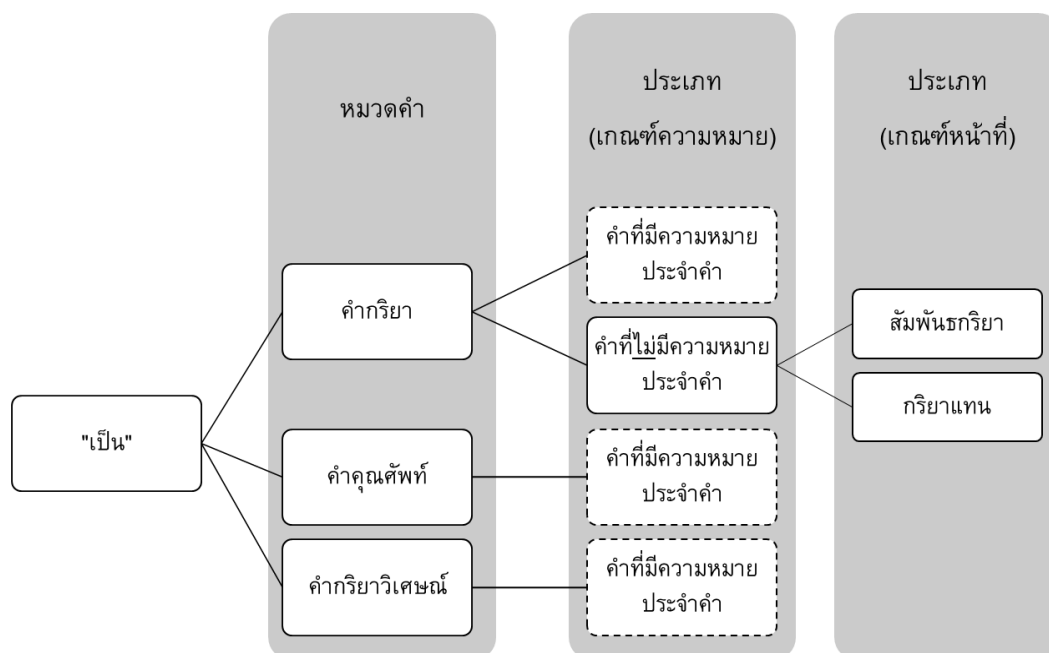 หมวดคำ
ประเภท
(เกณฑ์ความหมาย)
ประเภท
(เกณฑ์หน้าที่)
"เป็น"
คำกริยา
คำคุณศัพท์
คำกริยาวิเศษณ์
คำที่มีความหมาย
ประจำคำ
คำที่ไม่มีความหมาย
ประจำคำ
คำที่มีความหมาย
ประจำคำ
คำที่มีความหมาย
ประจำคำ
สัมพันธกริยา
กริยาแทน